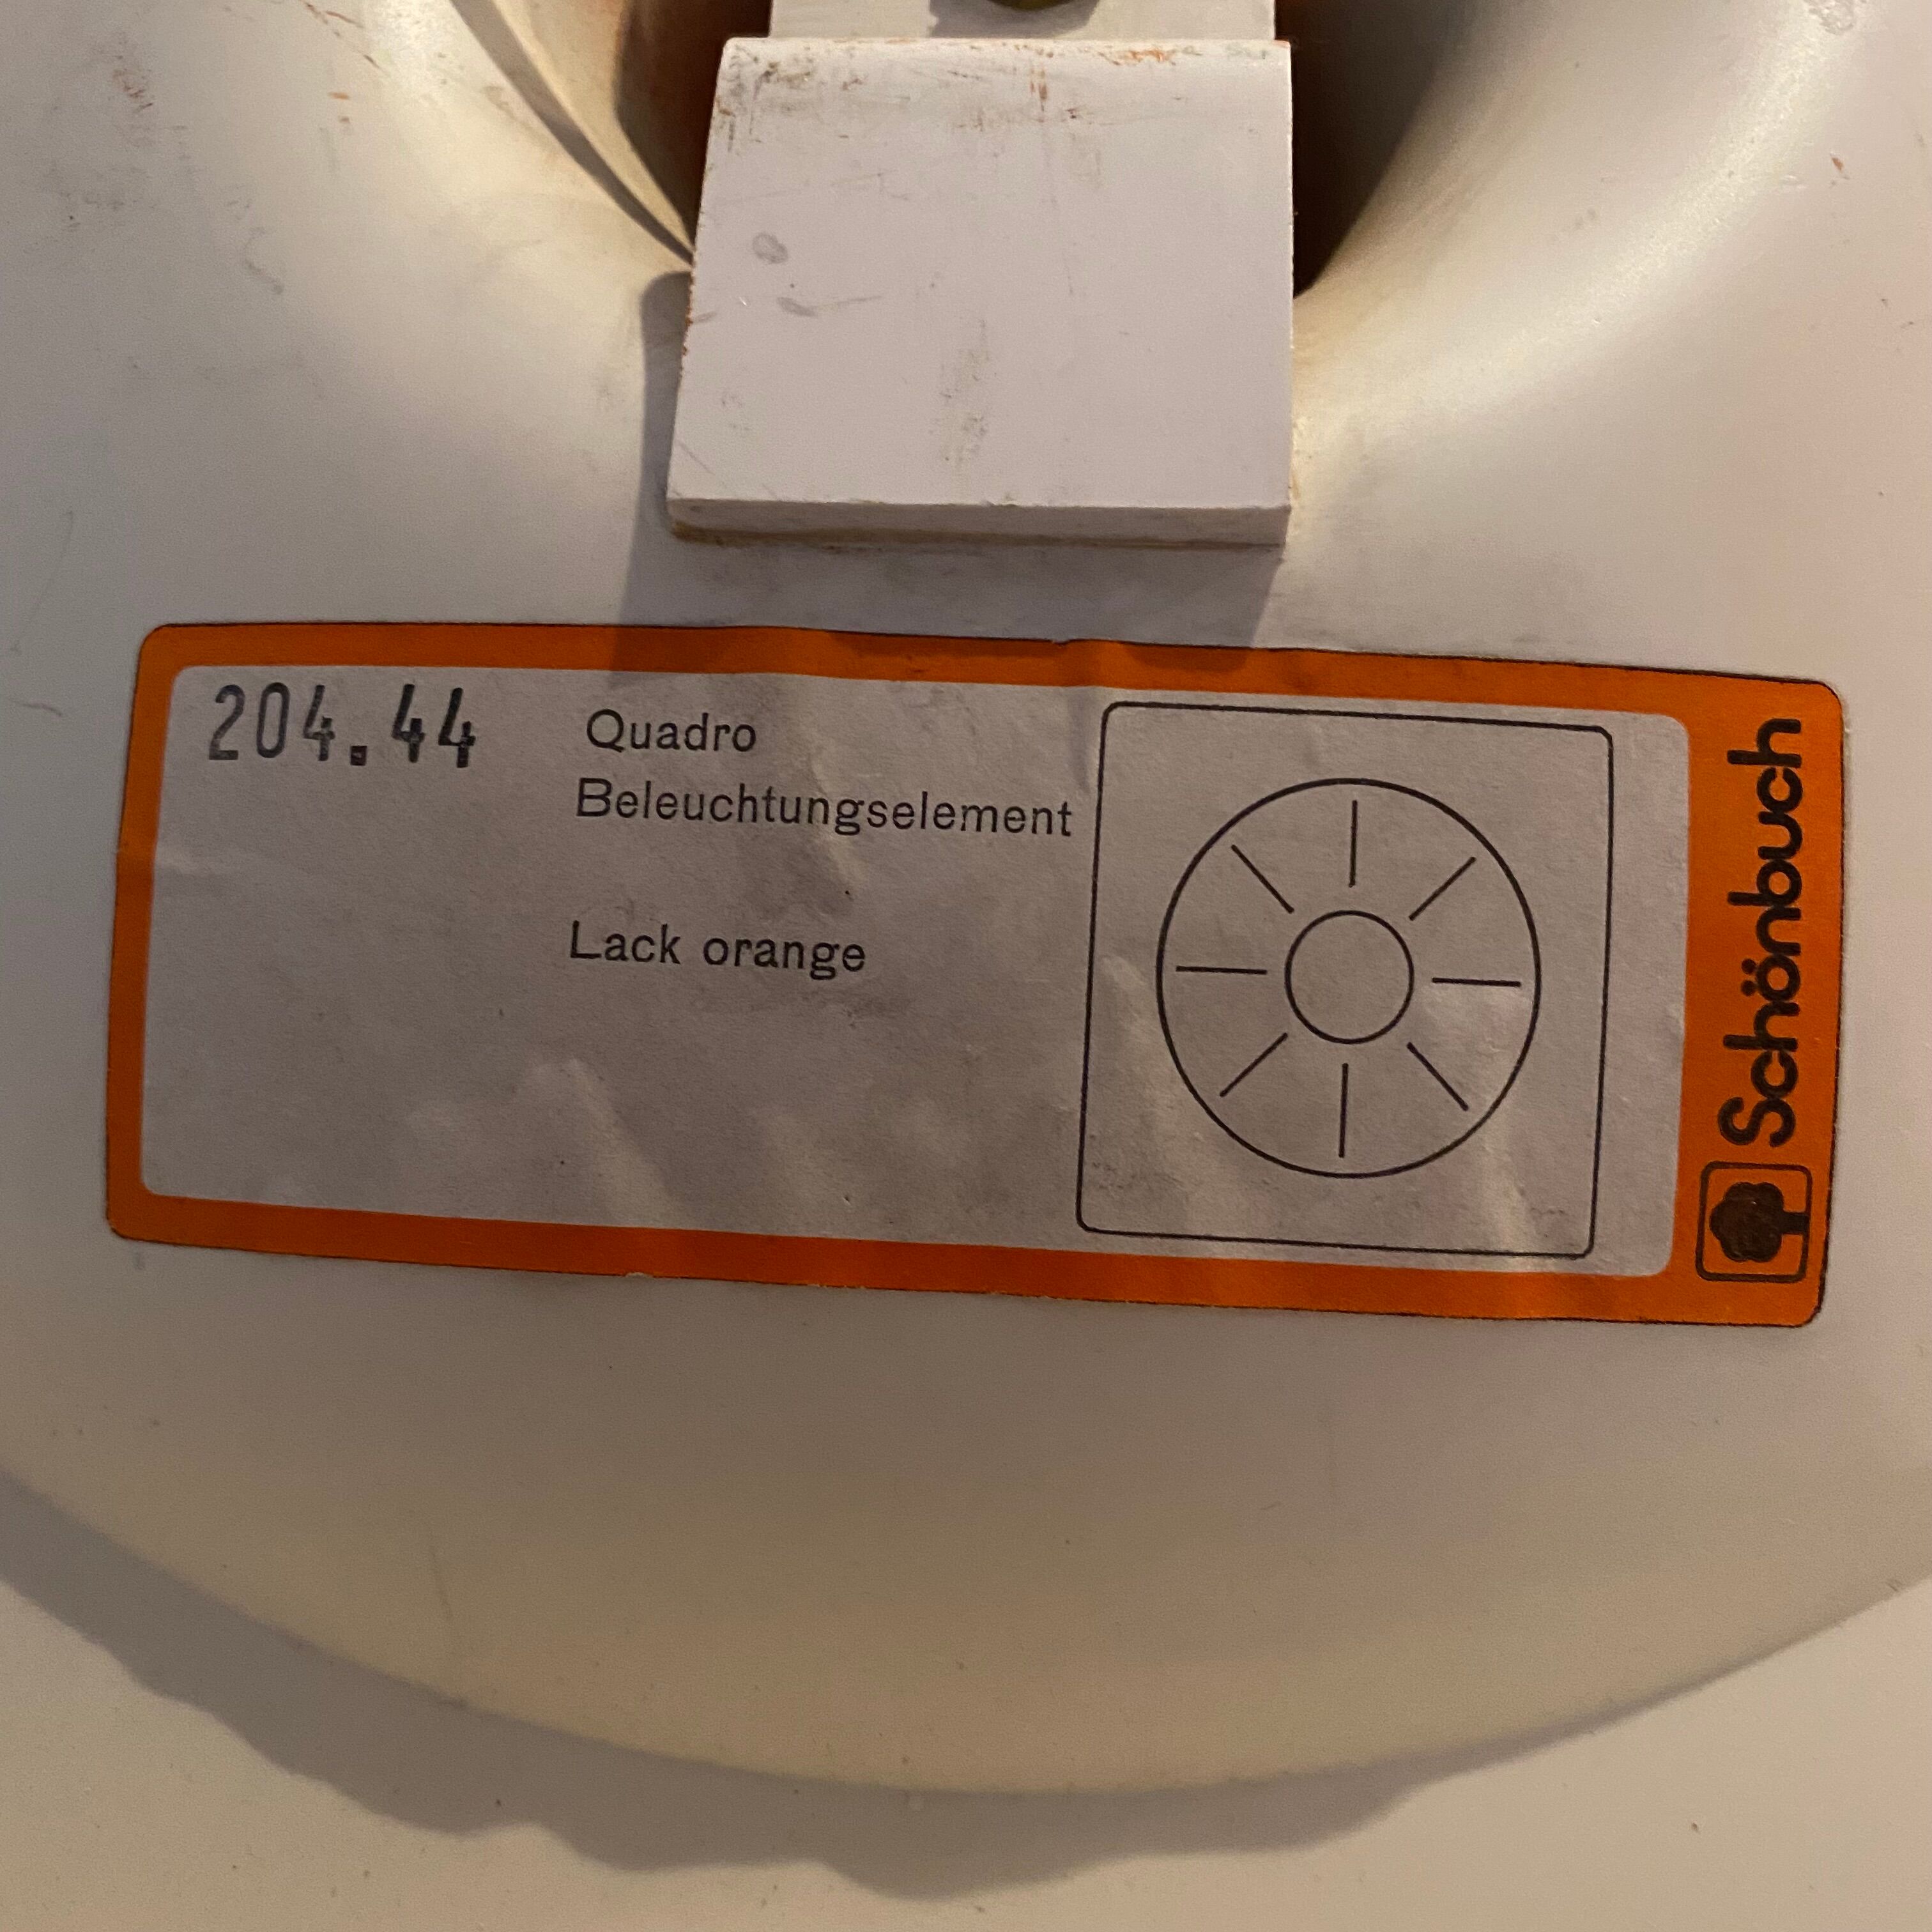 204.44
Quadro
Beleuchtungselement
Lack orange
Schönbuch